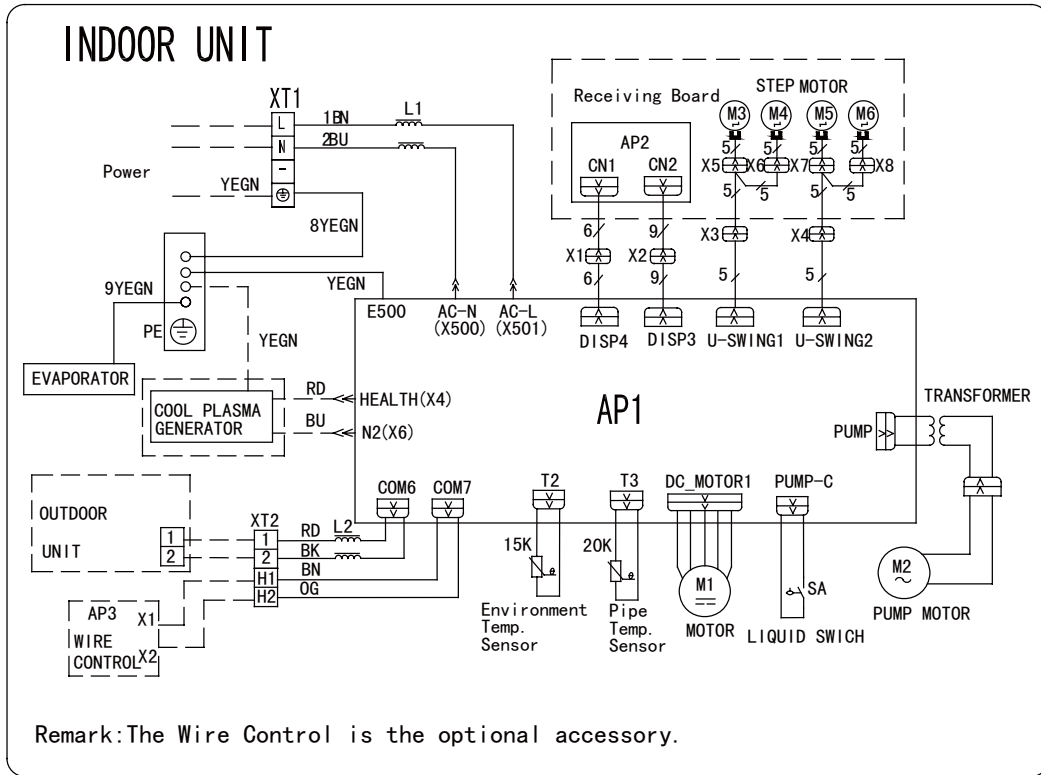 INDOOR UNIT
XT1
L
N
-
Power
YEGN
1BN
2BU
L1
8YEGN
YEGN
9YEGN
PE
YEGN
EVAPORATOR
COOL PLASMA
GENERATOR
RD
BU
HEALTH(X4)
N2(X6)
E500
AC-N
(X500)
AC-L
(X501)
Receiving Board
STEP MOTOR
AP2
CN1
CN2
M3
M4
M5
M6
5
5
5
5
X5
X6
X7
X8
5
5
5
5
6
9
X1
X2
X3
X4
6
9
5
5
DISP4
DISP3
U-SWING1
U-SWING2
AP1
PUMP
TRANSFORMER
M2
PUMP MOTOR
COM6
COM7
T2
T3
DC_MOTOR1
PUMP-C
OUTDOOR
UNIT
1
2
XT2
1
2
H1
H2
RD
L2
BK
BN
OG
AP3
X1
WIRE
CONTROL
X2
15K
θ
Environment
Temp.
Sensor
20K
θ
Pipe
Temp.
Sensor
M1
MOTOR
SA
LIQUID SWICH
Remark:The Wire Control is the optional accessory.